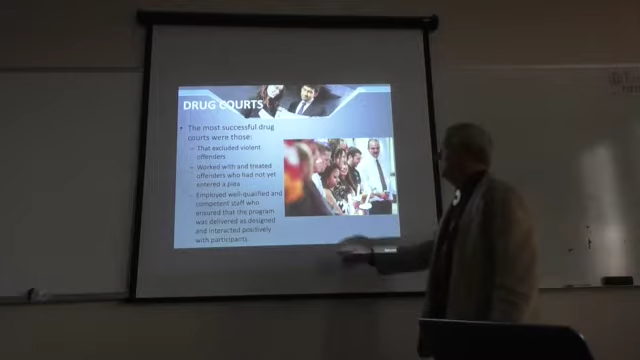 DRUG COURTS
• The most successful drug
courts were those:
– That excluded violent
offenders
– Worked with and treated
offenders who had not yet
entered a plea
– Employed well-qualified and
competent staff who
ensured that the program
was delivered as designed
and interacted positively
with participants